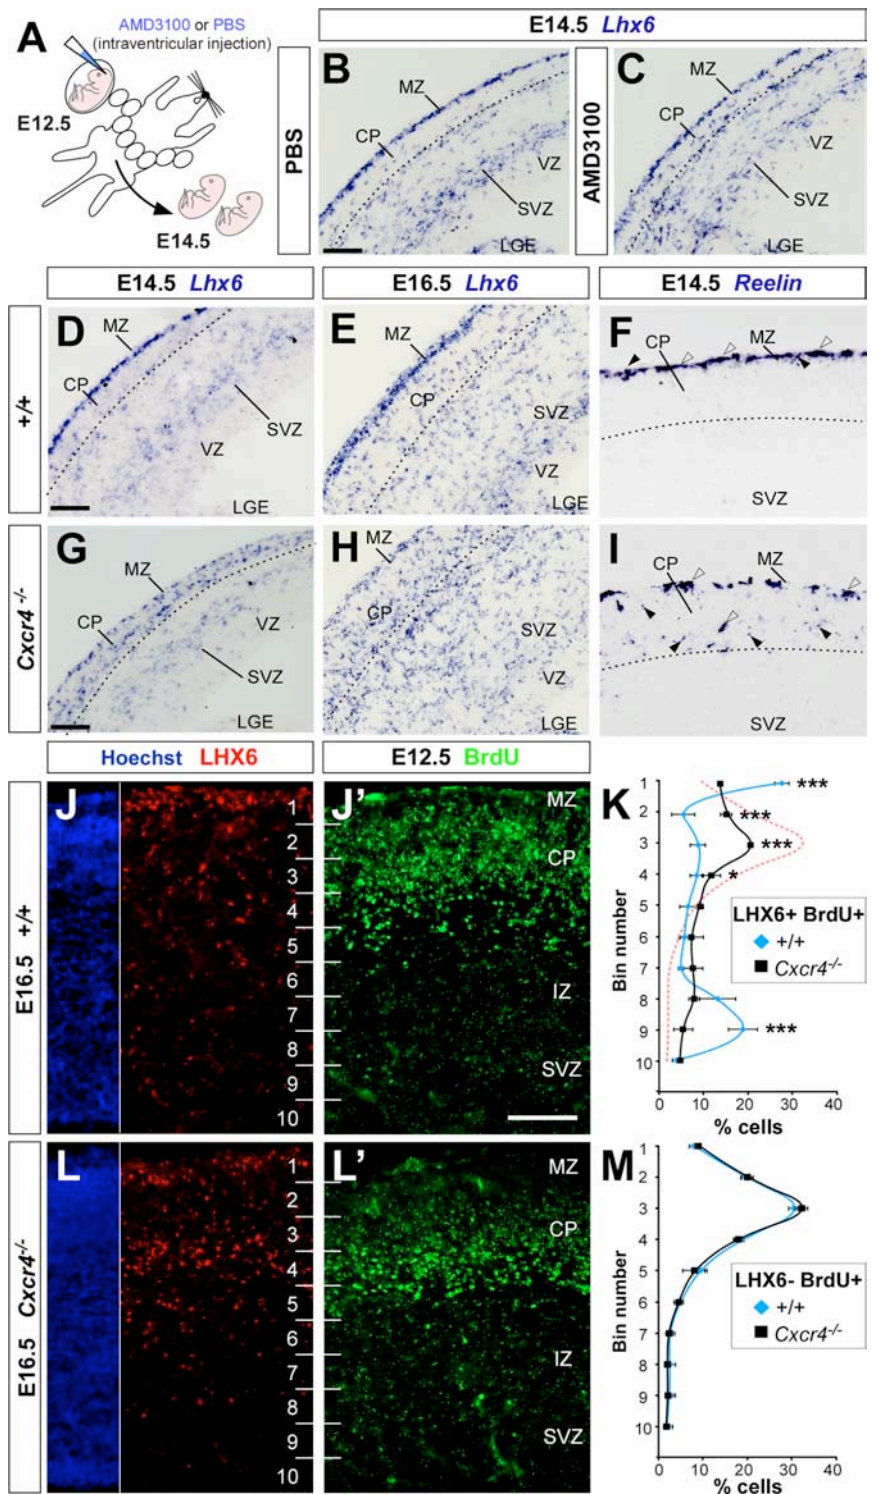 A
AMD3100 or PBS
(intraventricular injection)
E12.5
E14.5
E14.5 Lhx6
PBS
B
MZ
CP
VZ
SVZ
LGE
AMD3100
C
MZ
CP
VZ
SVZ
LGE
E14.5 Lhx6
E16.5 Lhx6
E14.5 Reelin
+/+
D
MZ
CP
SVZ
VZ
LGE
E
MZ
CP
SVZ
VZ
LGE
F
CP
MZ
SVZ
Cxcr4 -/-
G
MZ
CP
VZ
SVZ
LGE
H
MZ
CP
SVZ
VZ
LGE
I
CP
MZ
SVZ
Hoechst LHX6
E12.5 BrdU
E16.5 +/+
J
1
2
3
4
5
6
7
8
9
10
J’
MZ
CP
IZ
SVZ
K
Bin number
1
2
3
4
5
6
7
8
9
10
***
***
***
*
***
LHX6+ BrdU+
+/+
Cxcr4-/-
0 10 20 30 40
% cells
E16.5 Cxcr4-/-
L
1
2
3
4
5
6
7
8
9
10
L’
MZ
CP
IZ
SVZ
M
Bin number
1
2
3
4
5
6
7
8
9
10
LHX6- BrdU+
+/+
Cxcr4-/-
0 10 20 30 40
% cells